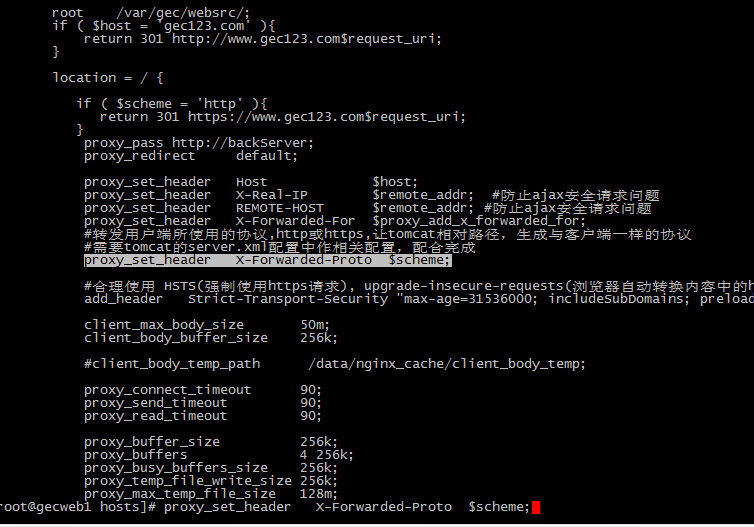 root    /var/gec/websrc/;
if ( $host = 'gec123.com' ){
return 301 http://www.gec123.com$request_uri;
}
location = / {
if ( $scheme = 'http' ){
return 301 https://www.gec123.com$request_uri;
}
proxy_pass http://backServer;
proxy_redirect     default;
proxy_set_header   Host             $host;
proxy_set_header   X-Real-IP        $remote_addr;  #防止ajax安全请求问题
proxy_set_header   REMOTE-HOST      $remote_addr; #防止ajax安全请求问题
proxy_set_header   X-Forwarded-For  $proxy_add_x_forwarded_for;
#转发用户端所使用的协议,http或https,让tomcat相对路径，生成与客户端一样的协议
#需要tomcat的server.xml配置中作相关配置，配合完成
proxy_set_header   X-Forwarded-Proto  $scheme;
#合理使用 HSTS(强制使用https请求)，upgrade-insecure-requests(浏览器自动转换内容中的h
add_header   Strict-Transport-Security "max-age=31536000; includeSubDomains; preload
client_max_body_size       50m;
client_body_buffer_size    256k;
#client_body_temp_path      /data/nginx_cache/client_body_temp;
proxy_connect_timeout      90;
proxy_send_timeout         90;
proxy_read_timeout         90;
proxy_buffer_size          256k;
proxy_buffers              4 256k;
proxy_busy_buffers_size    256k;
proxy_temp_file_write_size 256k;
proxy_max_temp_file_size   128m;
root@gecweb1 hosts]# proxy_set_header   X-Forwarded-Proto  $scheme;